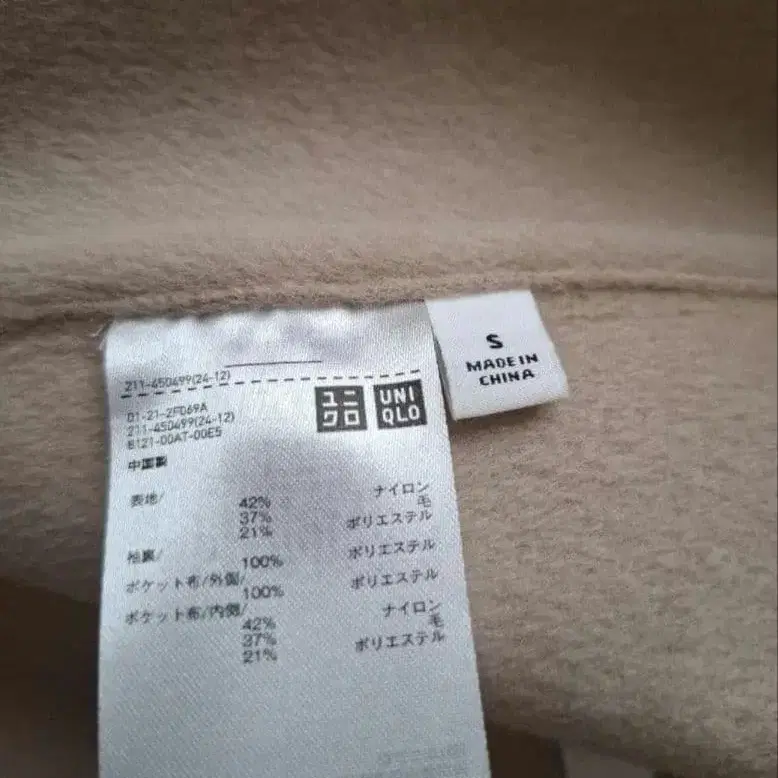 211-450499(24-12)
01-21-2F069A
211-450499(24-12)
B121-00AT-00E5
中国製
ユニ
クロ
UNI
QLO
S
MADE IN
CHINA
表地/
42% ナイロン
37% 毛
21% ポリエステル
袖裏/
100% ポリエステル
ポケット布/外側/
100% ポリエステル
ポケット布/内側/
42% ナイロン
37% 毛
21% ポリエステル